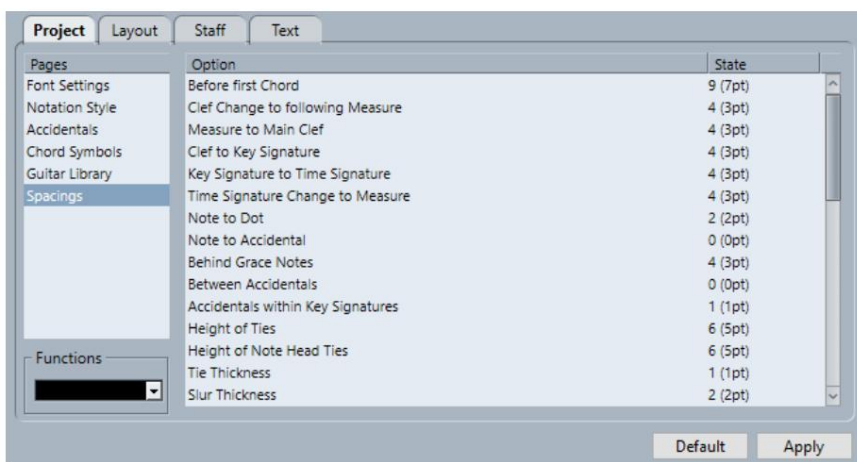 Project Layout Staff Text
Pages
Font Settings
Notation Style
Accidentals
Chord Symbols
Guitar Library
Spacings
Functions
Option State
Before first Chord 9 (7pt)
Clef Change to following Measure 4 (3pt)
Measure to Main Clef 4 (3pt)
Clef to Key Signature 4 (3pt)
Key Signature to Time Signature 4 (3pt)
Time Signature Change to Measure 4 (3pt)
Note to Dot 2 (2pt)
Note to Accidental 0 (0pt)
Behind Grace Notes 4 (3pt)
Between Accidentals 0 (0pt)
Accidentals within Key Signatures 1 (1pt)
Height of Ties 6 (5pt)
Height of Note Head Ties 6 (5pt)
Tie Thickness 1 (1pt)
Slur Thickness 2 (2pt)
Default Apply